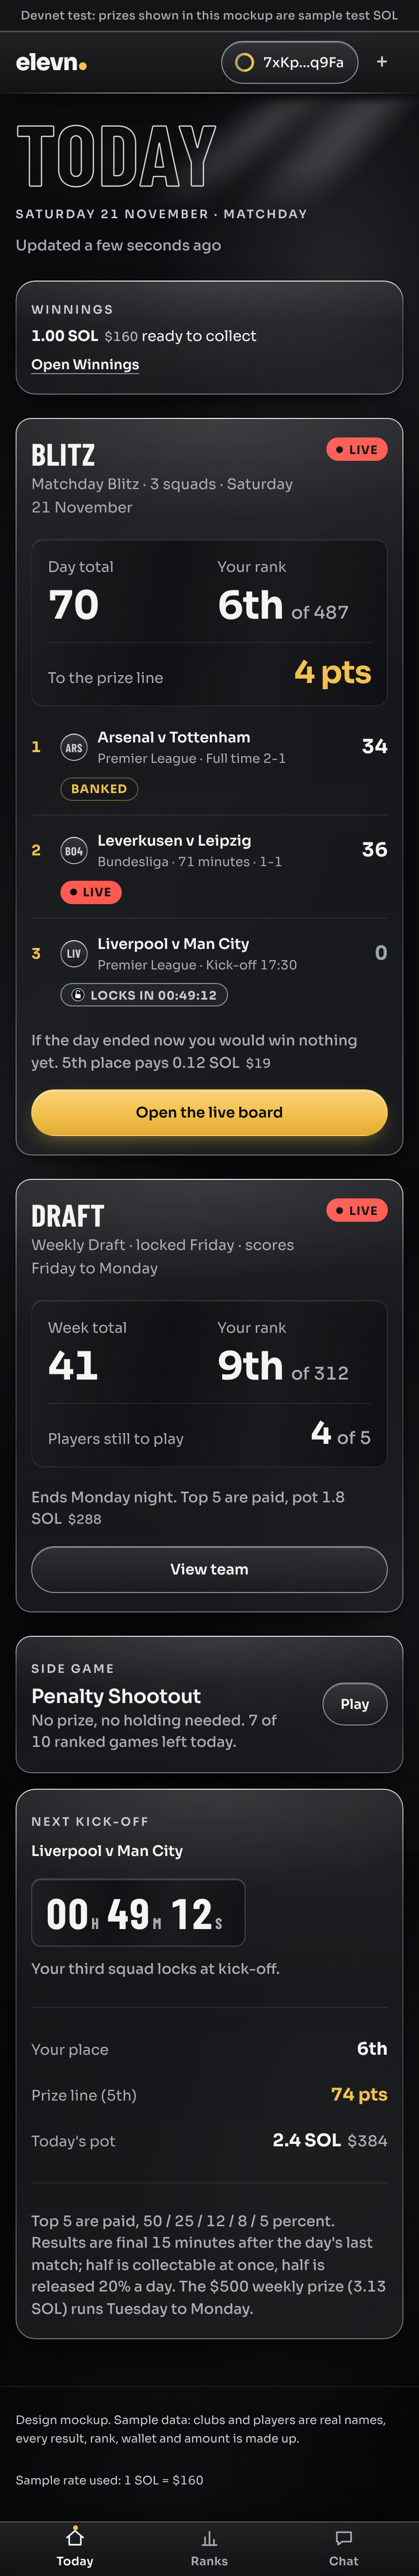 Devnet test: prizes shown in this mockup are sample test SOL
elevn.
7xKp...q9Fa
+
TODAY
SATURDAY 21 NOVEMBER · MATCHDAY
Updated a few seconds ago
WINNINGS
1.00 SOL $160 ready to collect
Open Winnings
BLITZ
LIVE
Matchday Blitz · 3 squads · Saturday
21 November
Day total
Your rank
70
6th of 487
To the prize line
4 pts
1
ARS
Arsenal v Tottenham
34
Premier League · Full time 2-1
BANKED
2
B04
Leverkusen v Leipzig
36
Bundesliga · 71 minutes · 1-1
LIVE
3
LIV
Liverpool v Man City
0
Premier League · Kick-off 17:30
LOCKS IN 00:49:12
If the day ended now you would win nothing
yet. 5th place pays 0.12 SOL $19
Open the live board
DRAFT
LIVE
Weekly Draft · locked Friday · scores
Friday to Monday
Week total
Your rank
41
9th of 312
Players still to play
4 of 5
Ends Monday night. Top 5 are paid, pot 1.8
SOL $288
View team
SIDE GAME
Penalty Shootout
No prize, no holding needed. 7 of
10 ranked games left today.
Play
NEXT KICK-OFF
Liverpool v Man City
00H 49M 12S
Your third squad locks at kick-off.
Your place
6th
Prize line (5th)
74 pts
Today's pot
2.4 SOL $384
Top 5 are paid, 50 / 25 / 12 / 8 / 5 percent.
Results are final 15 minutes after the day's last
match; half is collectable at once, half is
released 20% a day. The $500 weekly prize (3.13
SOL) runs Tuesday to Monday.
Design mockup. Sample data: clubs and players are real names,
every result, rank, wallet and amount is made up.
Sample rate used: 1 SOL = $160
Today
Ranks
Chat